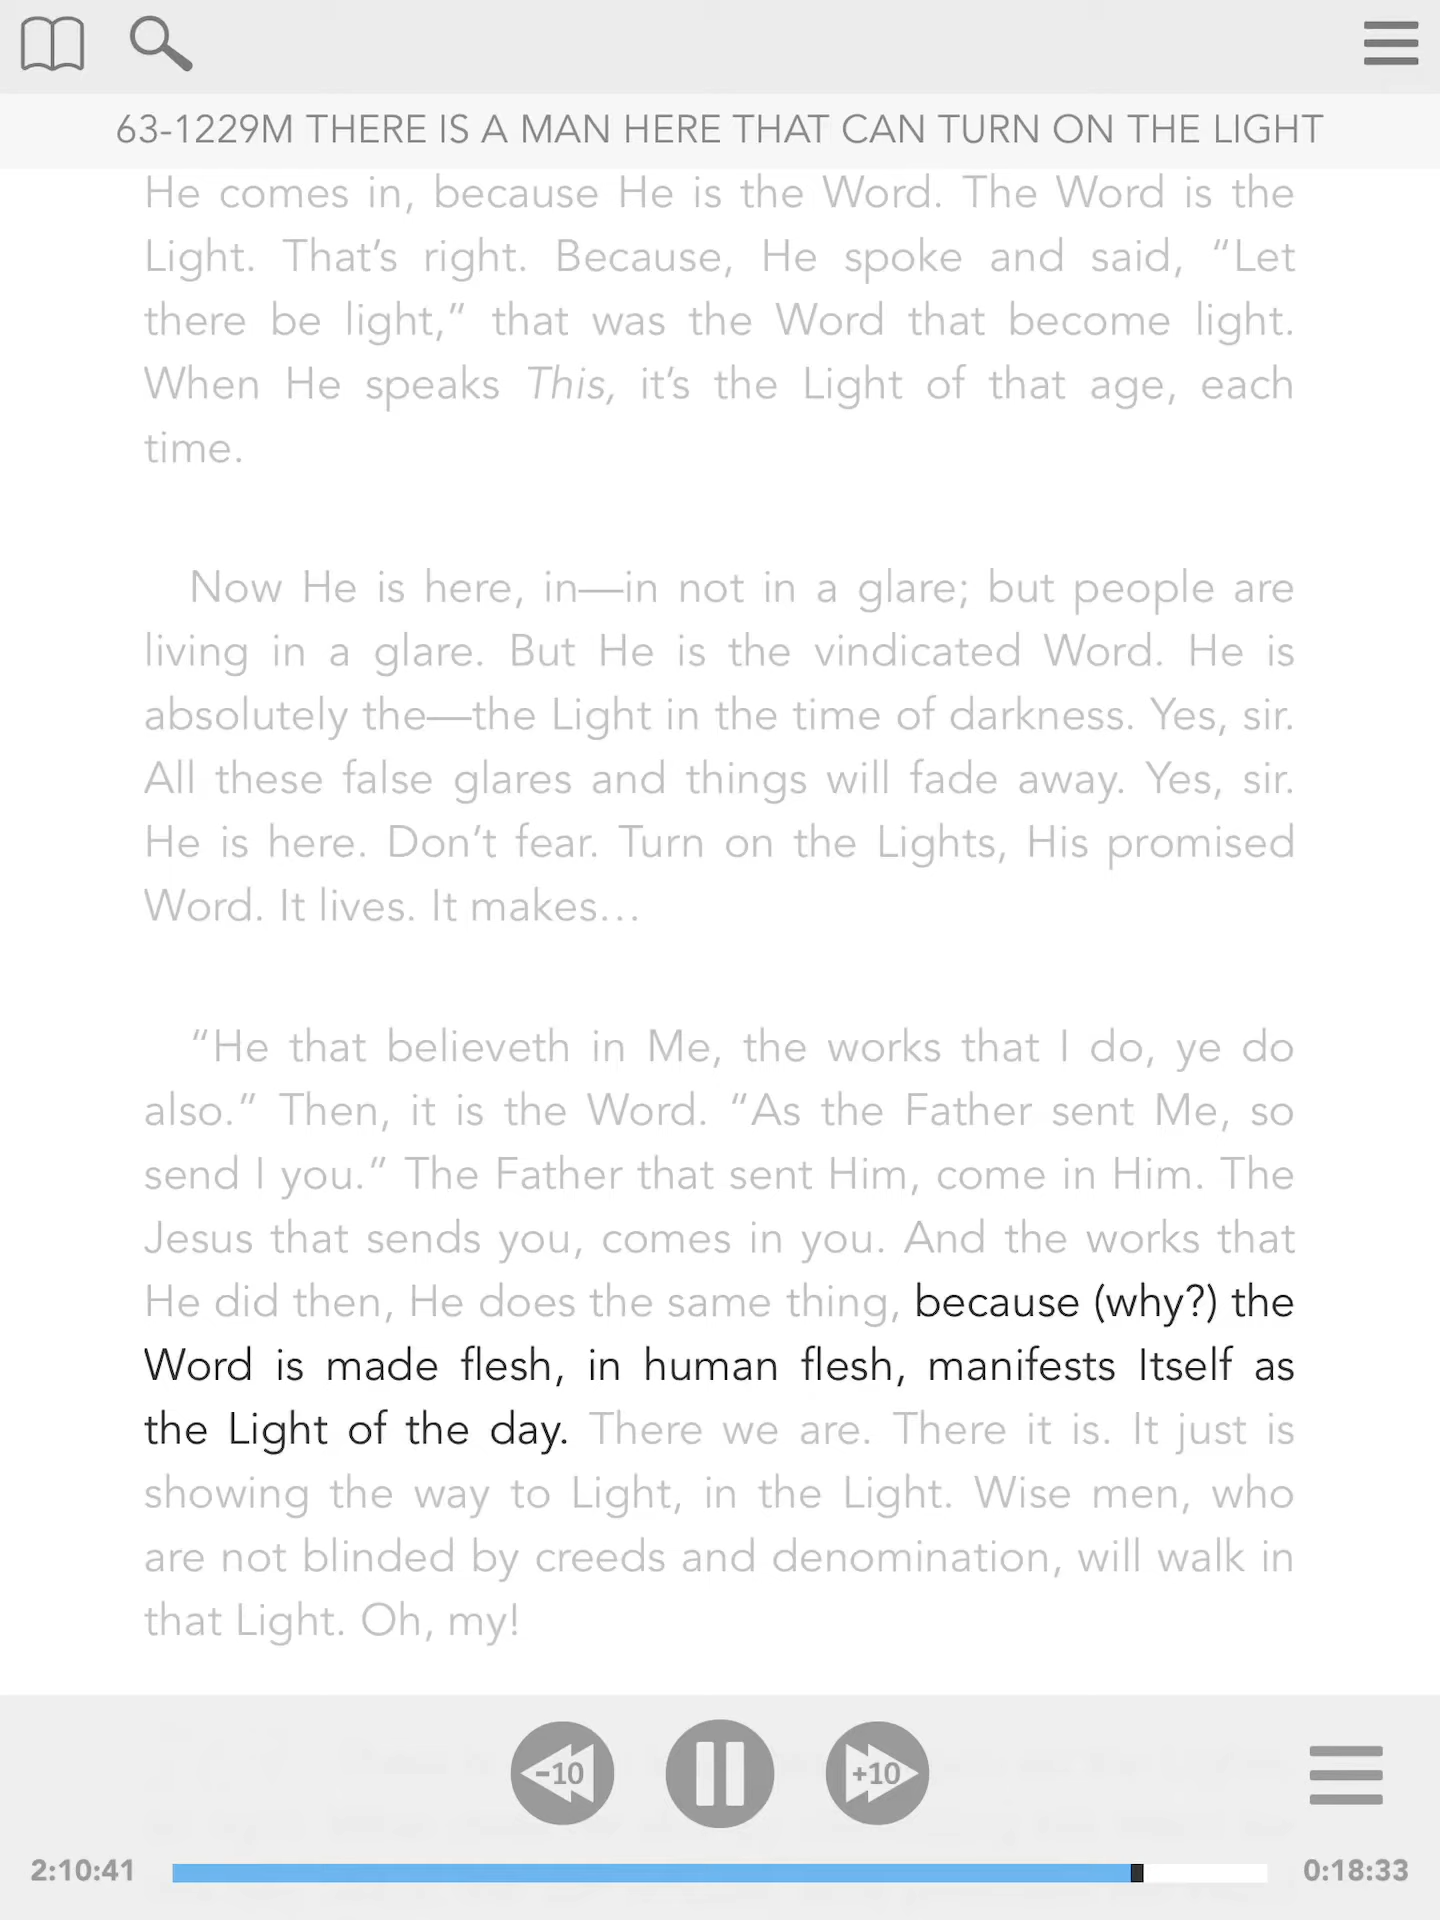 63-1229M THERE IS A MAN HERE THAT CAN TURN ON THE LIGHT
He comes in, because He is the Word. The Word is the
Light. That’s right. Because, He spoke and said, “Let
there be light,” that was the Word that become light.
When He speaks This, it’s the Light of that age, each
time.
Now He is here, in—in not in a glare; but people are
living in a glare. But He is the vindicated Word. He is
absolutely the—the Light in the time of darkness. Yes, sir.
All these false glares and things will fade away. Yes, sir.
He is here. Don’t fear. Turn on the Lights, His promised
Word. It lives. It makes…
“He that believeth in Me, the works that I do, ye do
also.” Then, it is the Word. “As the Father sent Me, so
send I you.” The Father that sent Him, come in Him. The
Jesus that sends you, comes in you. And the works that
He did then, He does the same thing, because (why?) the
Word is made flesh, in human flesh, manifests Itself as
the Light of the day. There we are. There it is. It just is
showing the way to Light, in the Light. Wise men, who
are not blinded by creeds and denomination, will walk in
that Light. Oh, my!
-10 +10
2:10:41 0:18:33